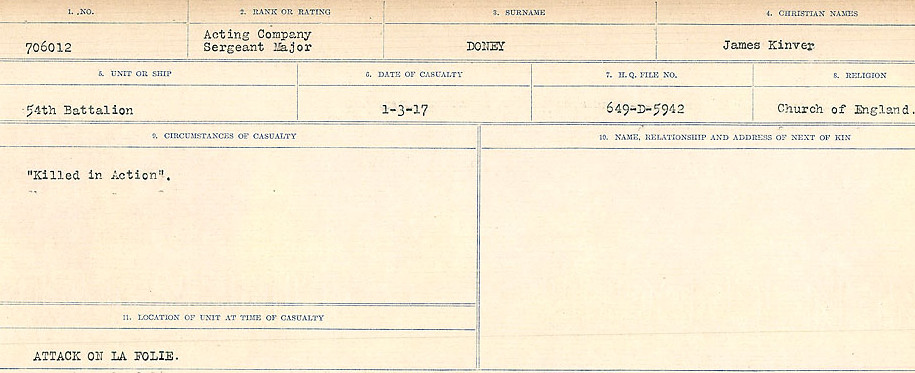 1. .NO.
2. RANK OR RATING
3. SURNAME
4. CHRISTIAN NAMES
706012
Acting Company
Sergeant Major
DONEY
James Kinver
5. UNIT OR SHIP
6. DATE OF CASUALTY
7. H.Q. FILE NO.
8. RELIGION
54th Battalion
1-3-17
649-D-5942
Church of England.
9. CIRCUMSTANCES OF CASUALTY
10. NAME, RELATIONSHIP AND ADDRESS OF NEXT OF KIN
"Killed in Action".
11. LOCATION OF UNIT AT TIME OF CASUALTY
ATTACK ON LA FOLIE.